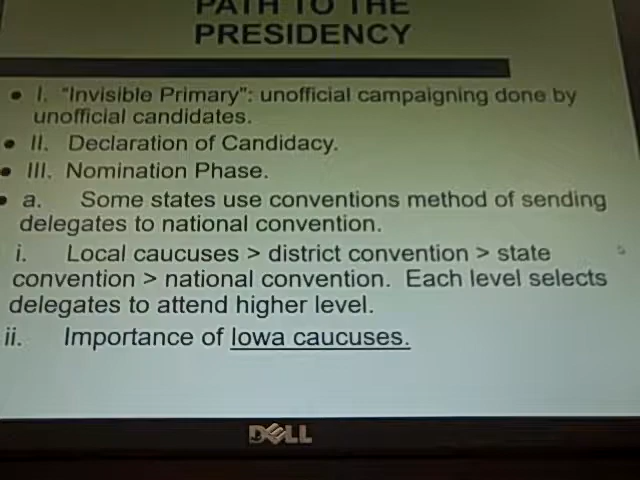 PATH TO THE
PRESIDENCY
• I. "Invisible Primary": unofficial campaigning done by
unofficial candidates.
• II. Declaration of Candidacy.
• III. Nomination Phase.
• a. Some states use conventions method of sending
delegates to national convention.
i. Local caucuses > district convention > state
convention > national convention. Each level selects
delegates to attend higher level.
ii. Importance of Iowa caucuses.
DELL